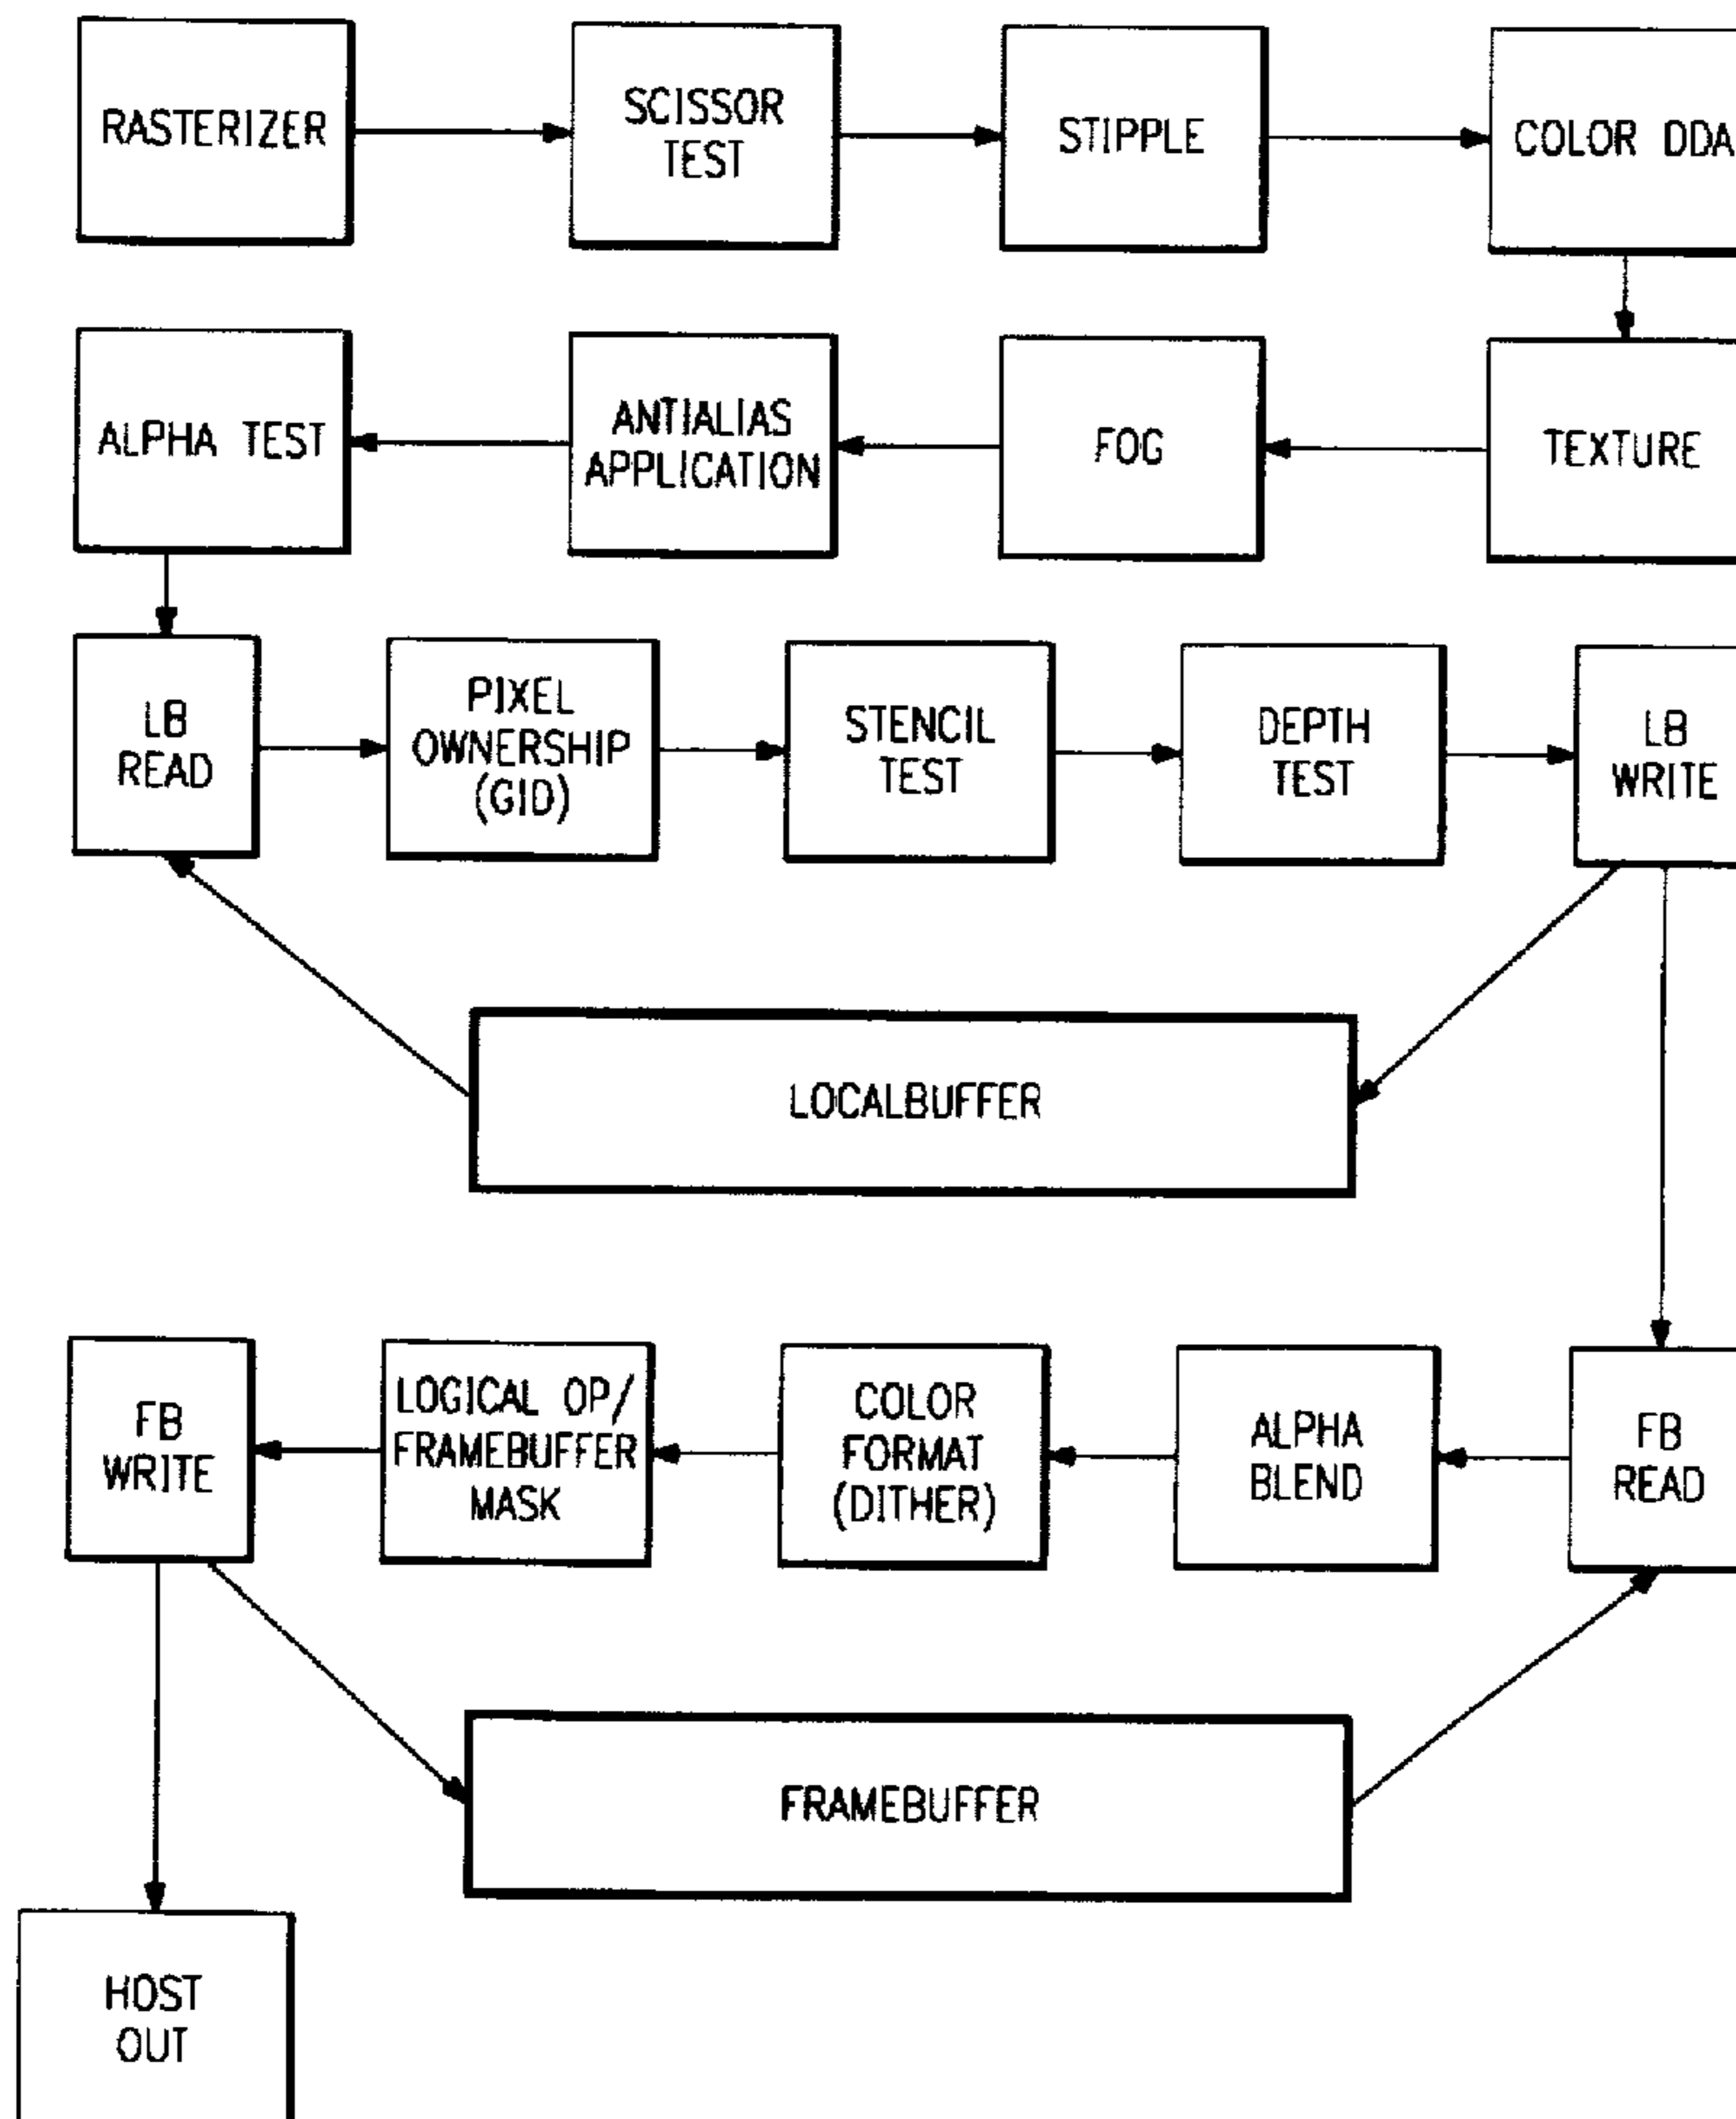 RASTERIZER
SCISSOR
TEST
STIPPLE
COLOR DDA
ALPHA TEST
ANTIALIAS
APPLICATION
FOG
TEXTURE
LB
READ
PIXEL
OWNERSHIP
(GID)
STENCIL
TEST
DEPTH
TEST
LB
WRITE
LOCALBUFFER
FB
WRITE
LOGICAL OP/
FRAMEBUFFER
MASK
COLOR
FORMAT
(DITHER)
ALPHA
BLEND
FB
READ
FRAMEBUFFER
HOST
OUT